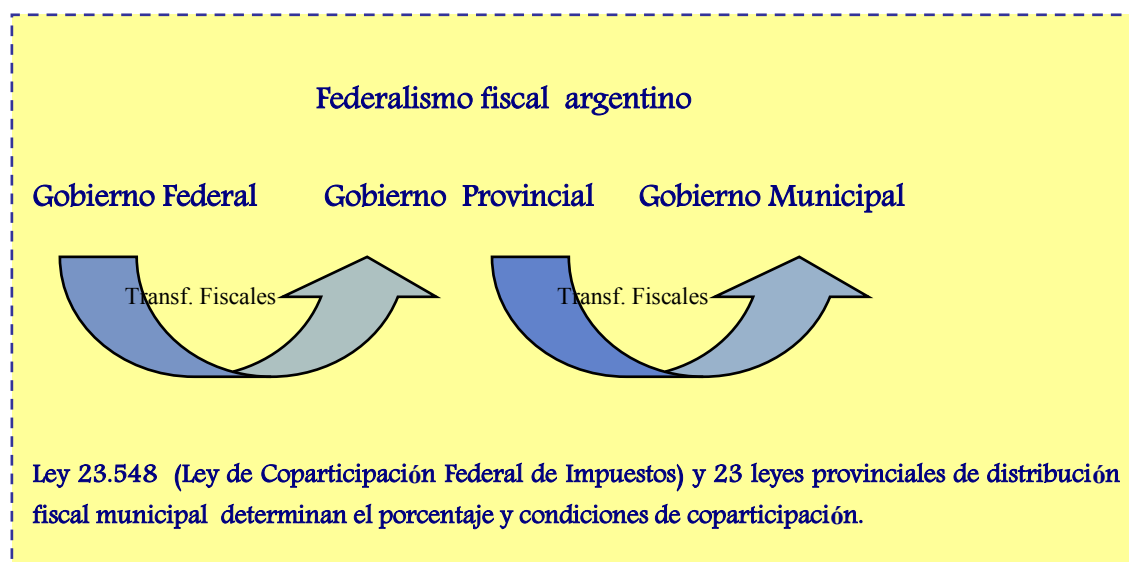 Federalismo fiscal argentino
Gobierno Federal Gobierno Provincial Gobierno Municipal
Transf. Fiscales Transf. Fiscales
Ley 23.548 (Ley de Coparticipación Federal de Impuestos) y 23 leyes provinciales de distribución
fiscal municipal determinan el porcentaje y condiciones de coparticipación.